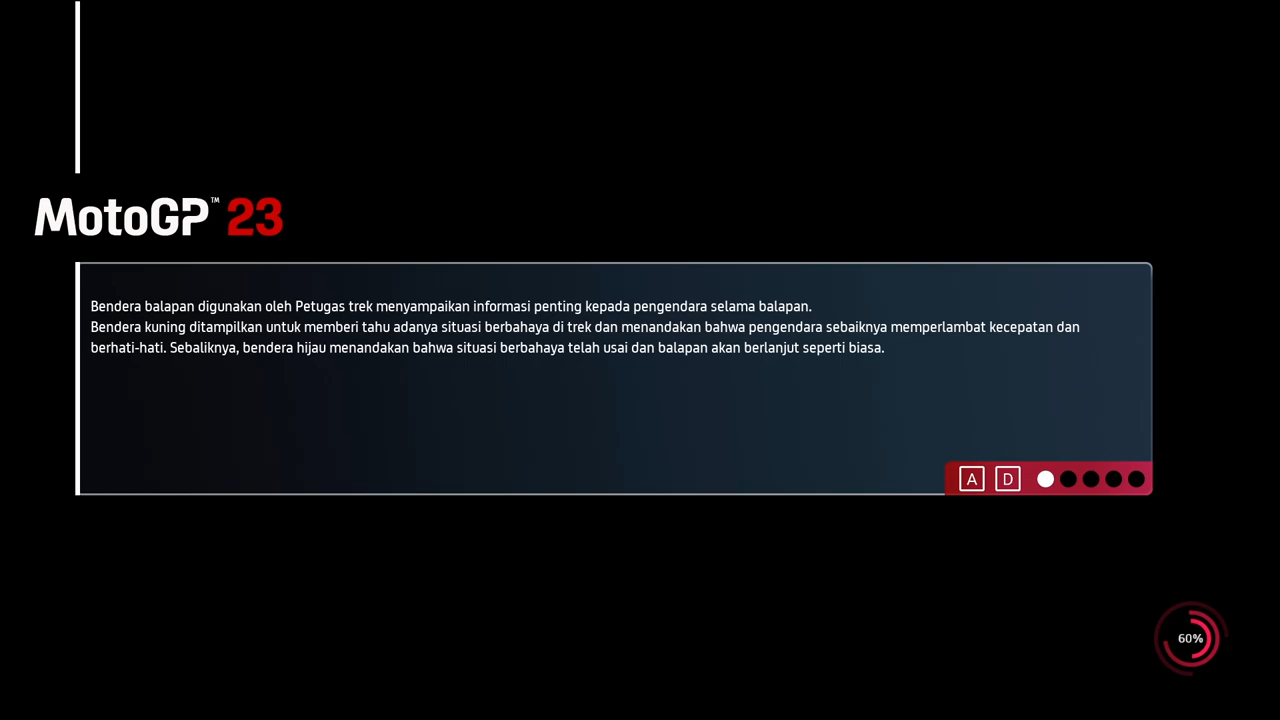 MotoGP™ 23
Bendera balapan digunakan oleh Petugas trek menyampaikan informasi penting kepada pengendara selama balapan.
Bendera kuning ditampilkan untuk memberi tahu adanya situasi berbahaya di trek dan menandakan bahwa pengendara sebaiknya memperlambat kecepatan dan
berhati-hati. Sebaliknya, bendera hijau menandakan bahwa situasi berbahaya telah usai dan balapan akan berlanjut seperti biasa.
A D
60%